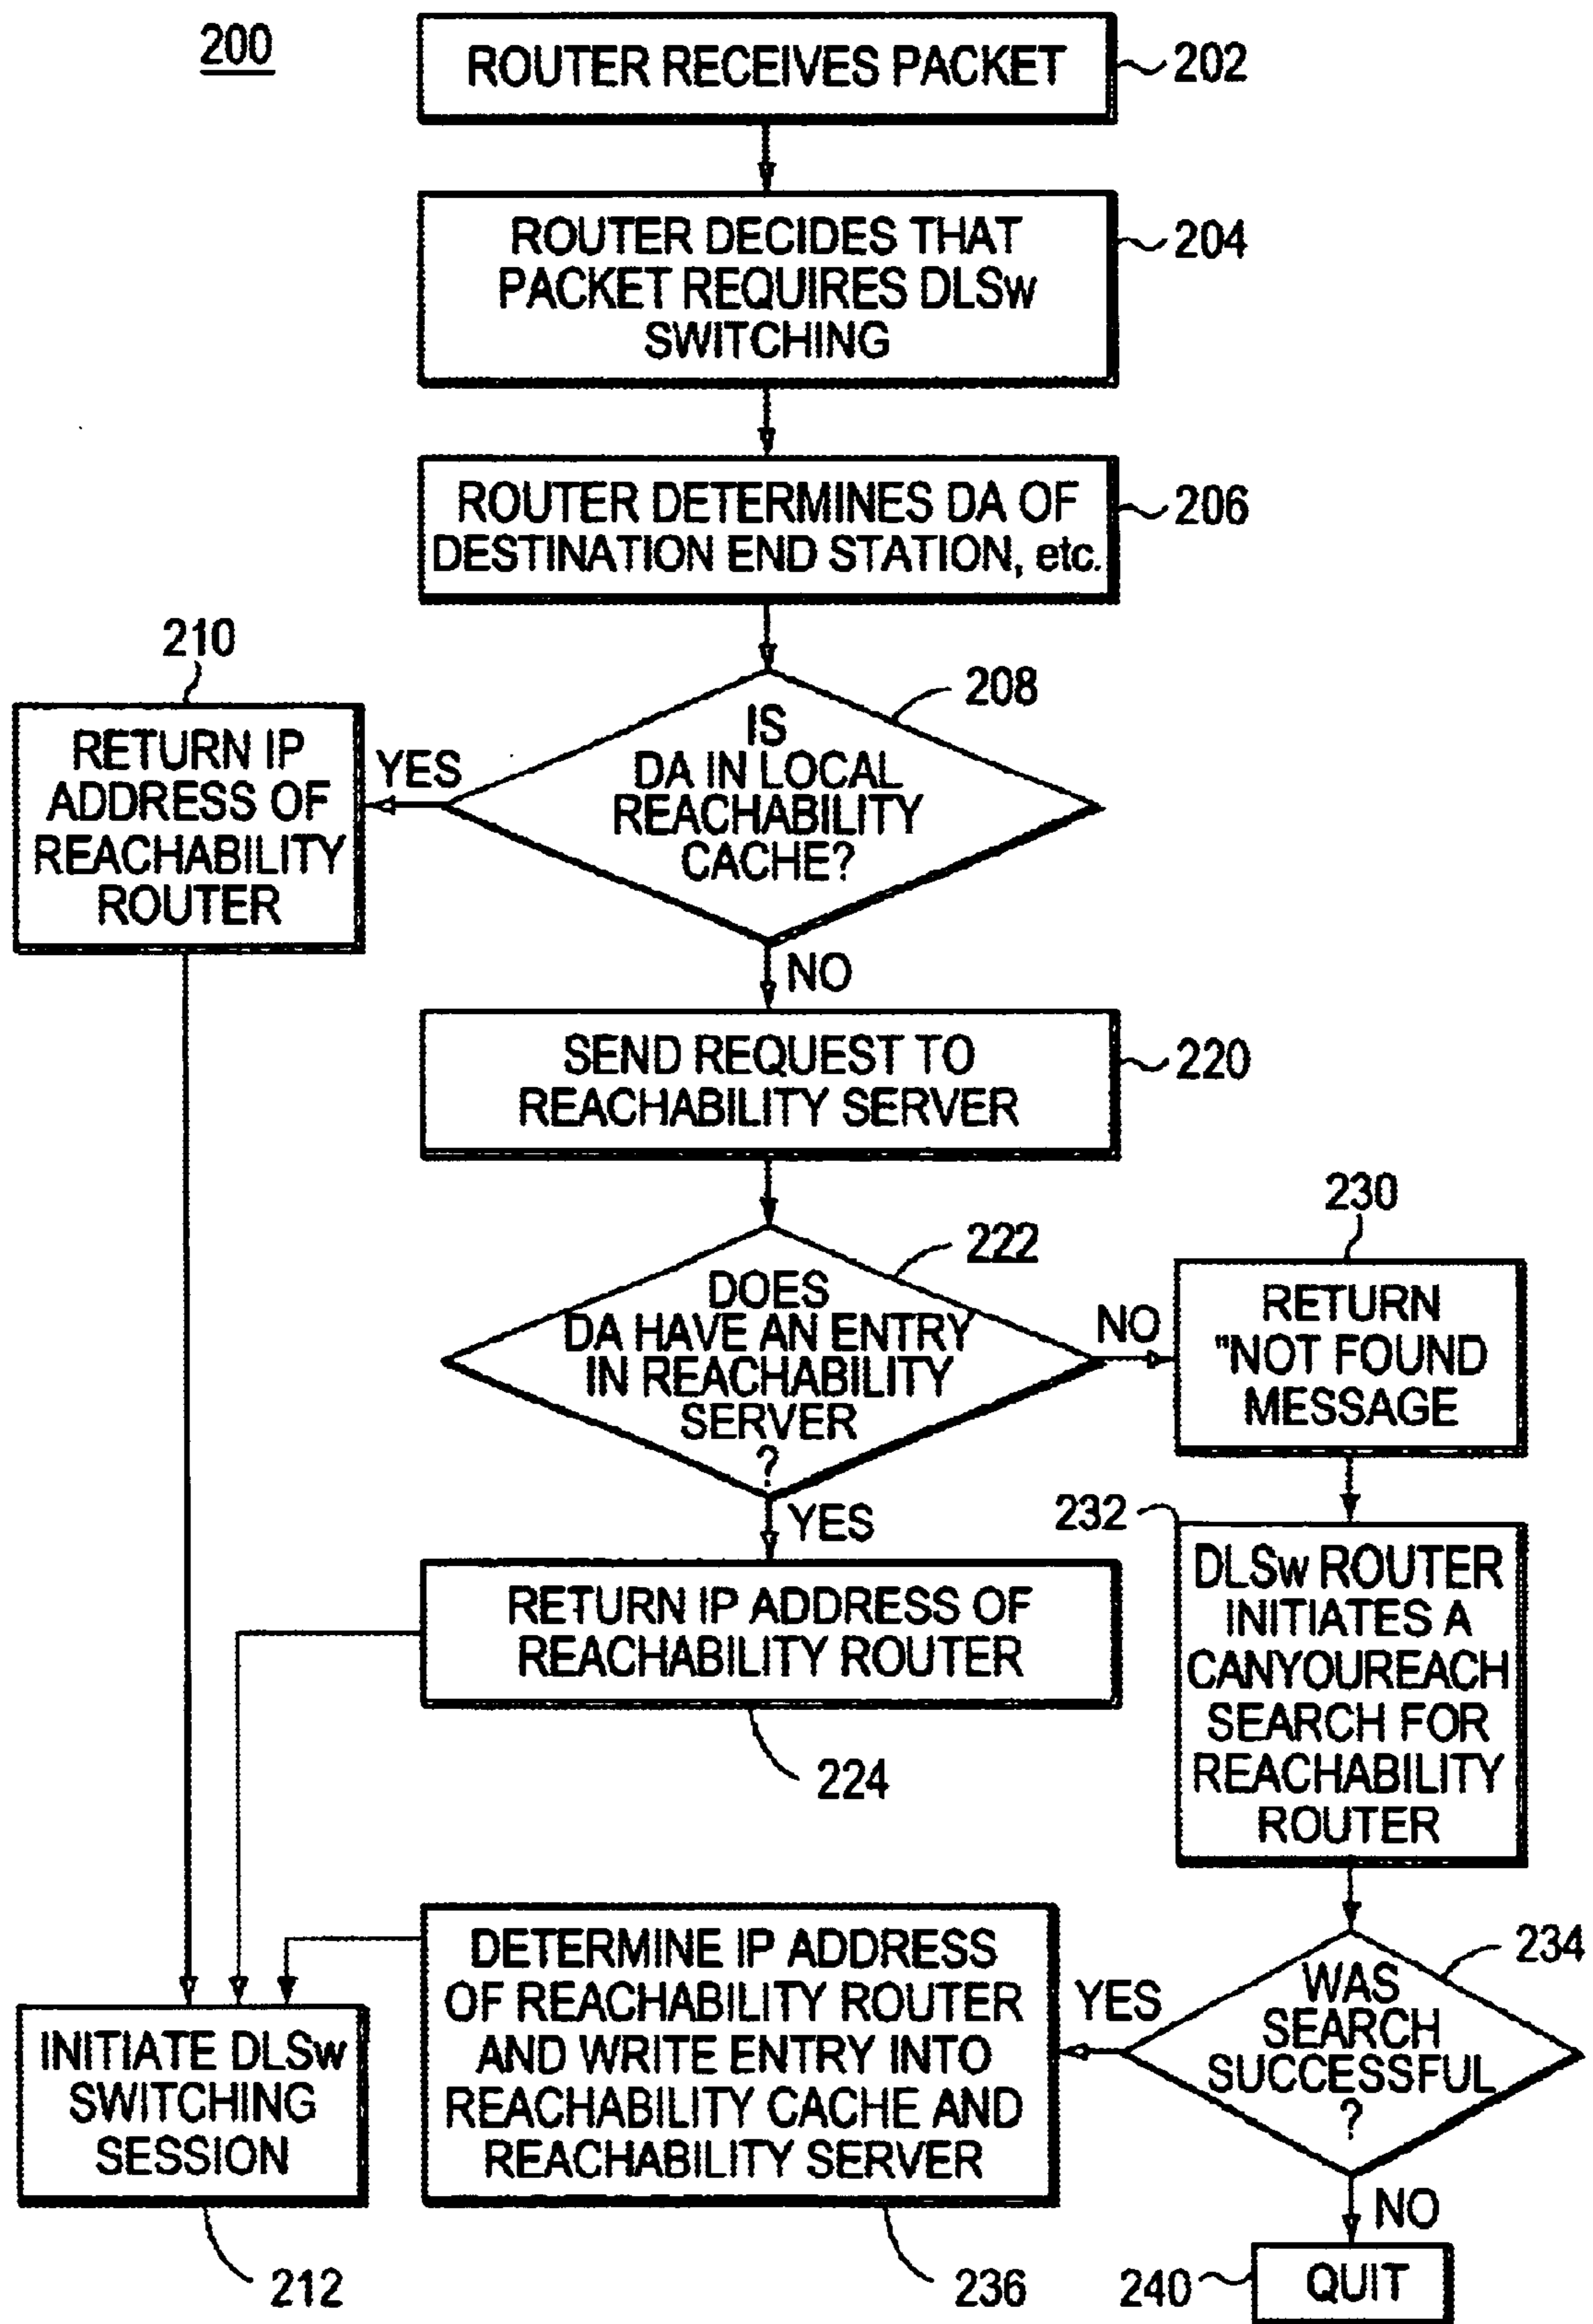 200
ROUTER RECEIVES PACKET
202
ROUTER DECIDES THAT
PACKET REQUIRES DLSw
SWITCHING
204
ROUTER DETERMINES DA OF
DESTINATION END STATION, etc.
206
210
RETURN IP
ADDRESS OF
REACHABILITY
ROUTER
YES
208
IS
DA IN LOCAL
REACHABILITY
CACHE?
NO
SEND REQUEST TO
REACHABILITY SERVER
220
222
DOES
DA HAVE AN ENTRY
IN REACHABILITY
SERVER
?
NO
230
RETURN
"NOT FOUND
MESSAGE
YES
RETURN IP ADDRESS OF
REACHABILITY ROUTER
224
232
DLSw ROUTER
INITIATES A
CANYOUREACH
SEARCH FOR
REACHABILITY
ROUTER
234
WAS
SEARCH
SUCCESSFUL
?
YES
DETERMINE IP ADDRESS
OF REACHABILITY ROUTER
AND WRITE ENTRY INTO
REACHABILITY CACHE AND
REACHABILITY SERVER
236
INITIATE DLSw
SWITCHING
SESSION
212
NO
240
QUIT